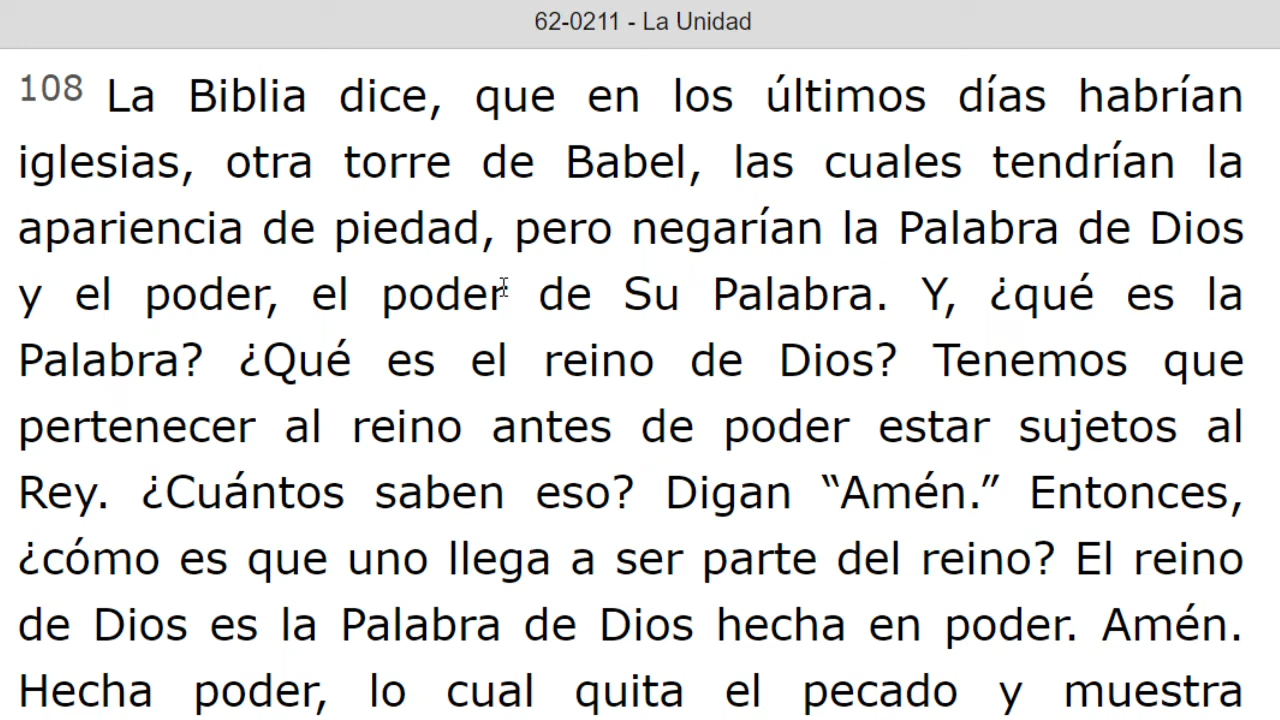 62-0211 - La Unidad
108 La Biblia dice, que en los últimos días habrían
iglesias, otra torre de Babel, las cuales tendrían la
apariencia de piedad, pero negarían la Palabra de Dios
y el poder, el poder de Su Palabra. Y, ¿qué es la
Palabra? ¿Qué es el reino de Dios? Tenemos que
pertenecer al reino antes de poder estar sujetos al
Rey. ¿Cuántos saben eso? Digan “Amén.” Entonces,
¿cómo es que uno llega a ser parte del reino? El reino
de Dios es la Palabra de Dios hecha en poder. Amén.
Hecha poder, lo cual quita el pecado y muestra